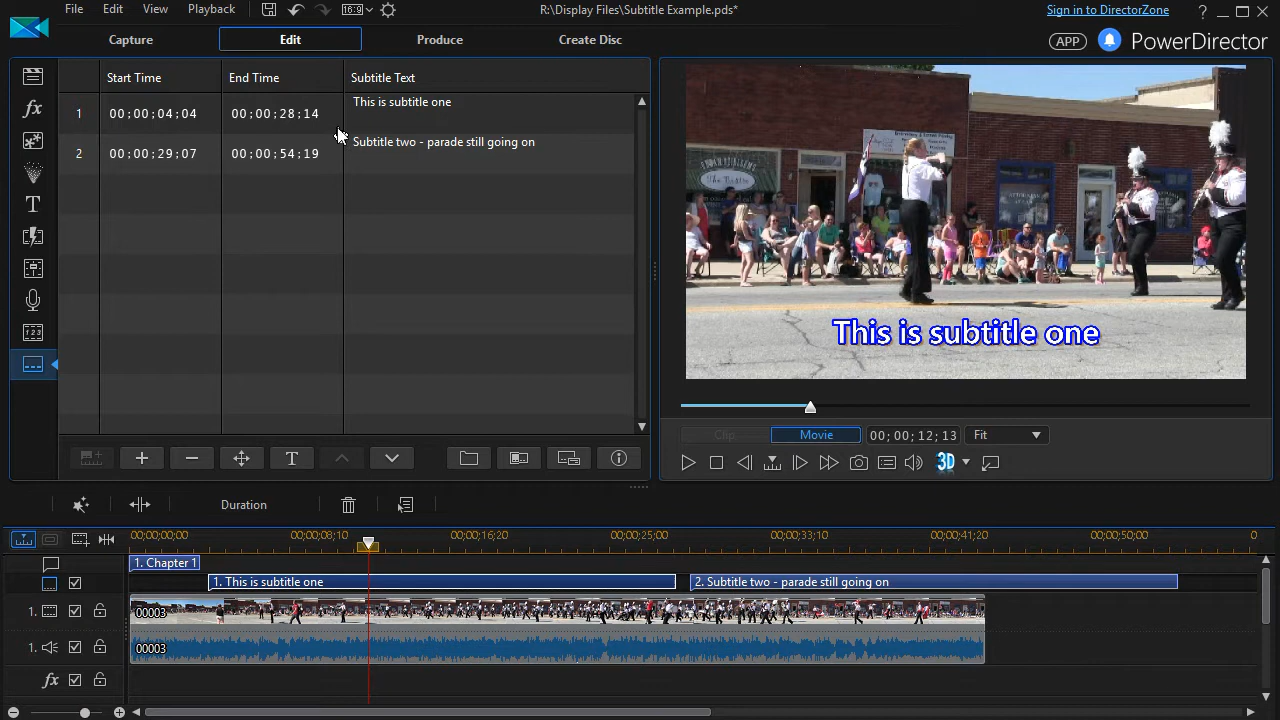 File Edit View Playback 16:9 R:\Display Files\Subtitle Example.pds* Sign in to DirectorZone ?
Capture Edit Produce Create Disc APP PowerDirector
Start Time End Time Subtitle Text
1 00;00;04;04 00;00;28;14 This is subtitle one
2 00;00;29;07 00;00;54;19 Subtitle two - parade still going on
This is subtitle one
Clip Movie 00; 00; 12; 13 Fit
3D
Duration
00;00;00;00 00;00;08;10 00;00;16;20 00;00;25;00 00;00;33;10 00;00;41;20 00;00;50;00 0
1. Chapter 1
1. This is subtitle one 2. Subtitle two - parade still going on
1. 00003
1. 00003
fx